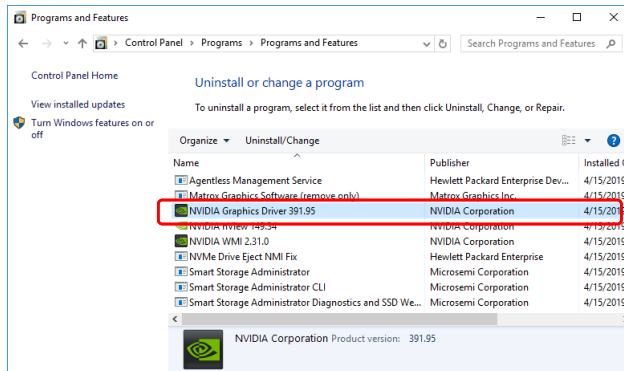 Programs and Features
Control Panel > Programs > Programs and Features
Search Programs and Features
Control Panel Home
View installed updates
Turn Windows features on or
off
Uninstall or change a program
To uninstall a program, select it from the list and then click Uninstall, Change, or Repair.
Organize Uninstall/Change
Name Publisher Installed
Agentless Management Service Hewlett Packard Enterprise Dev... 4/15/2019
Matrox Graphics Software (remove only) Matrox Graphics Inc. 4/15/2019
NVIDIA Graphics Driver 391.95 NVIDIA Corporation 4/15/2019
NVIDIA nView 149.34 NVIDIA Corporation 4/15/2019
NVIDIA WMI 2.31.0 NVIDIA Corporation 4/15/2019
NVMe Drive Eject NMI Fix Hewlett Packard Enterprise 4/15/2019
Smart Storage Administrator Microsemi Corporation 4/15/2019
Smart Storage Administrator CLI Microsemi Corporation 4/15/2019
Smart Storage Administrator Diagnostics and SSD We... Microsemi Corporation 4/15/2019
NVIDIA Corporation Product version: 391.95